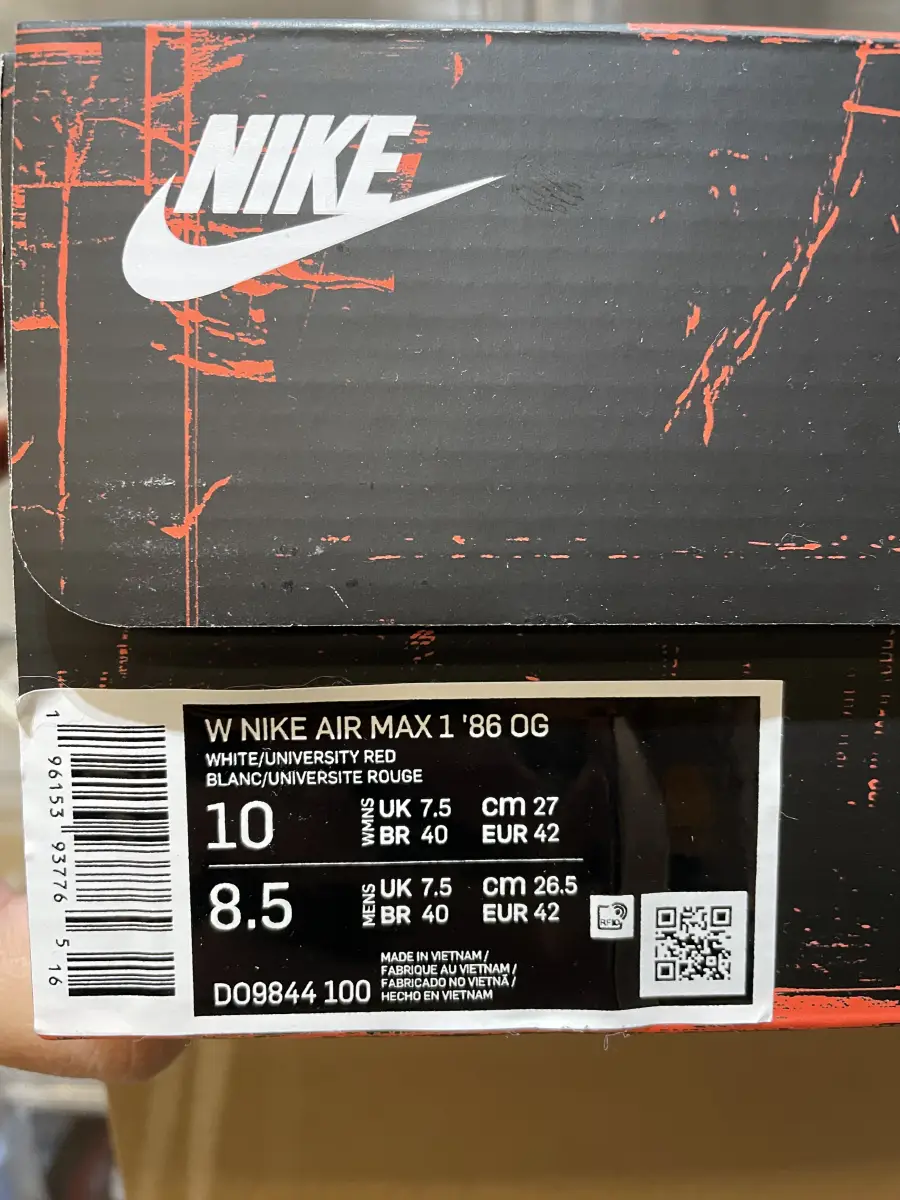 NIKE
W NIKE AIR MAX 1 '86 OG
WHITE/UNIVERSITY RED
BLANC/UNIVERSITE ROUGE
10 WMNS UK 7.5 cm 27
BR 40 EUR 42
8.5 MENS UK 7.5 cm 26.5
BR 40 EUR 42
MADE IN VIETNAM /
FABRIQUE AU VIETNAM /
FABRICADO NO VIETNÃ /
HECHO EN VIETNAM
DO9844 100
RFID
1 96153 93776 5 16